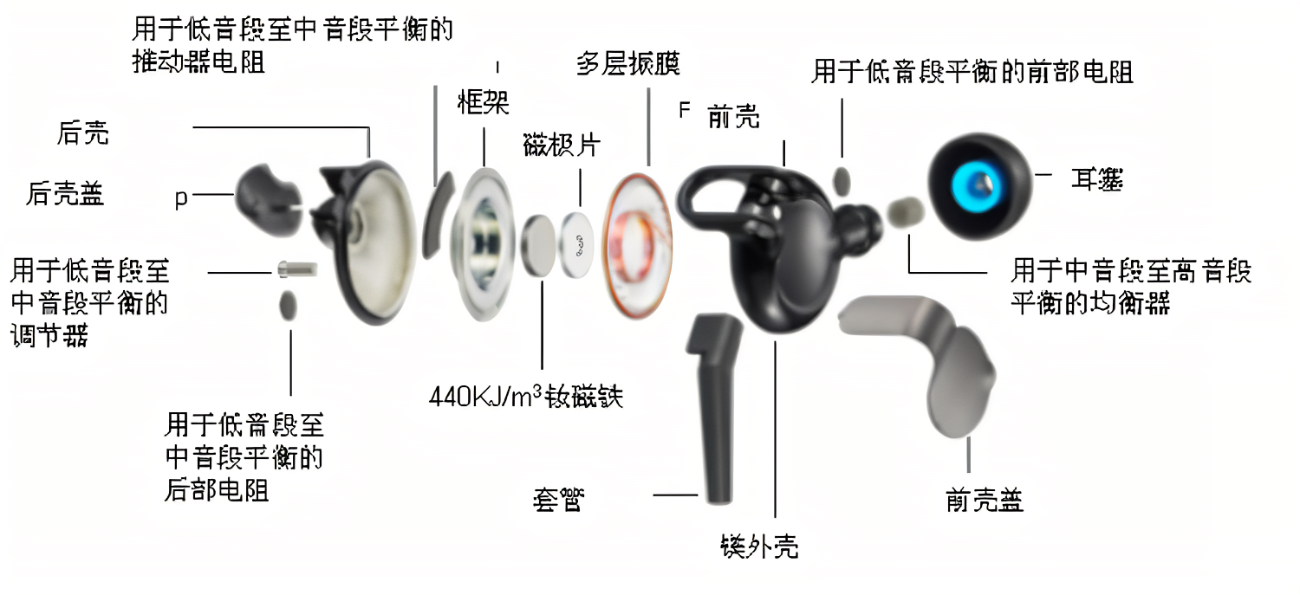 用于低音段至中音段平衡的
推动器电阻
多层振膜
用于低音段平衡的前部电阻
框架
F 前壳
后壳
磁极片
后壳盖
p
耳塞
用于低音段至
中音段平衡的
调节器
用于中音段至高音段
平衡的均衡器
440KJ/m³钕磁铁
用于低音段至
中音段平衡的
后部电阻
套管
前壳盖
镁外壳